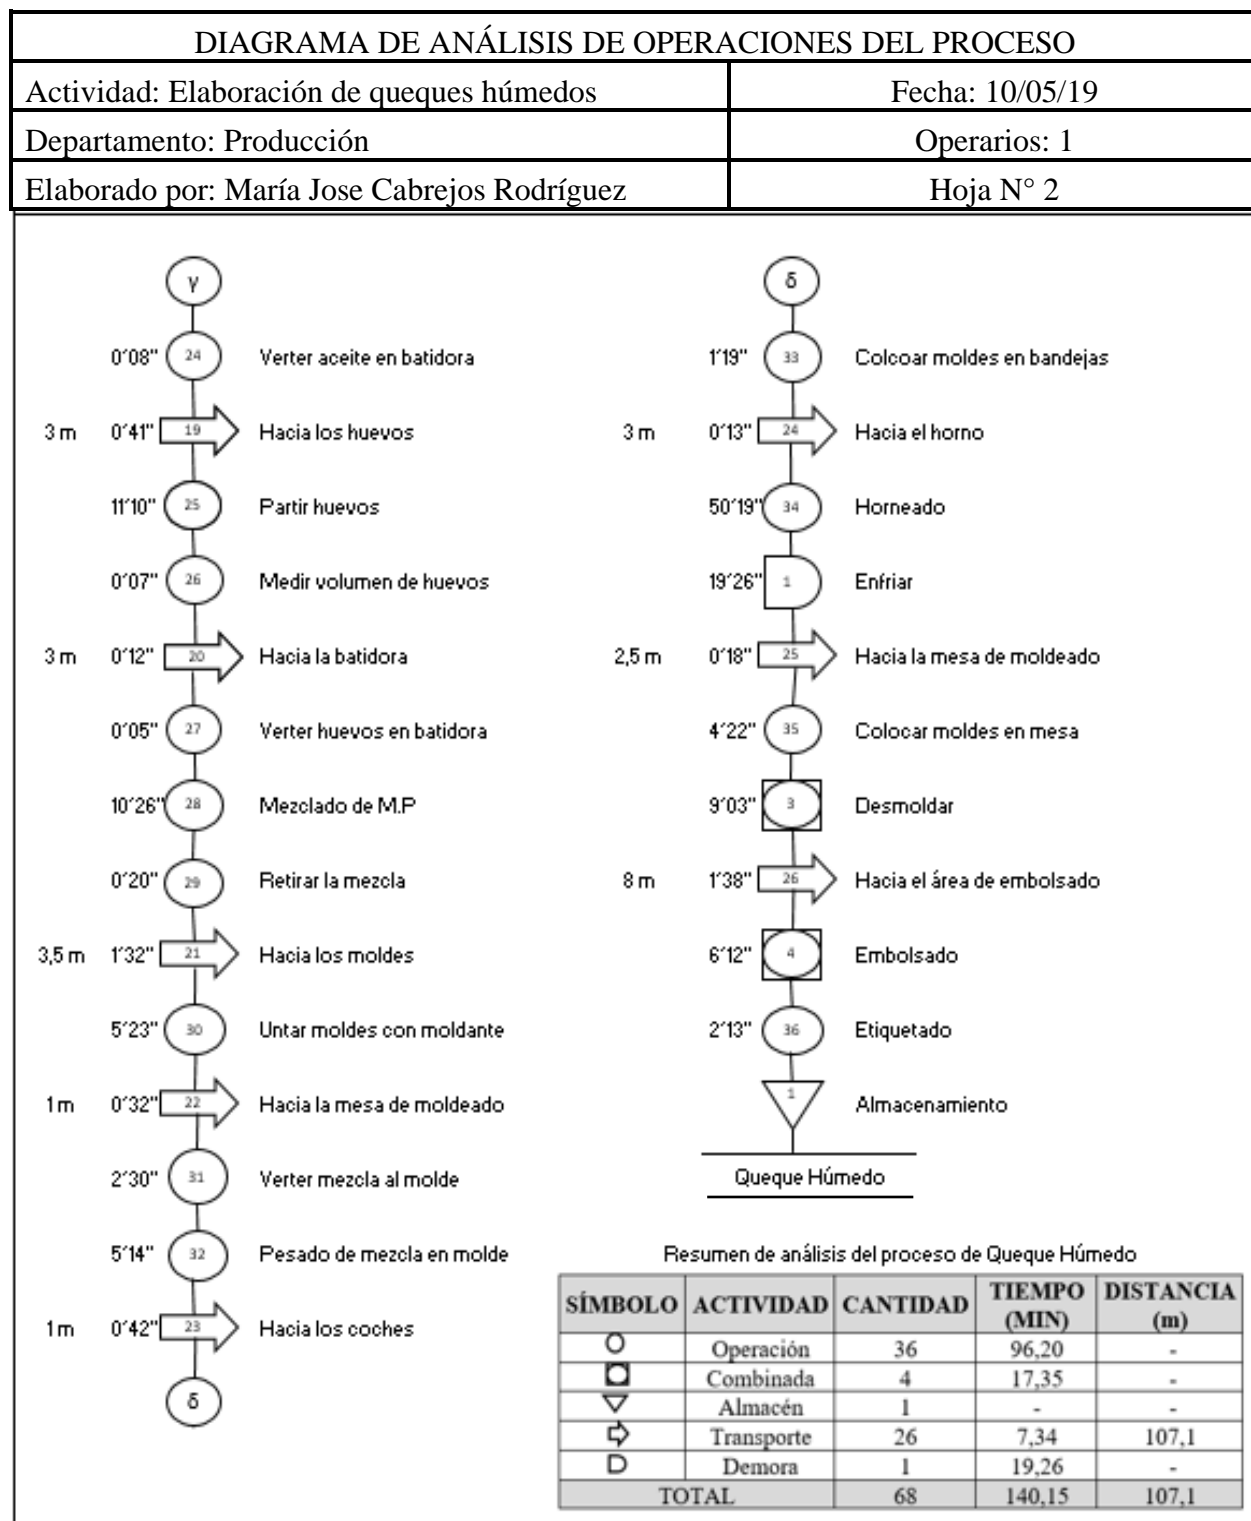 DIAGRAMA DE ANÁLISIS DE OPERACIONES DEL PROCESO
Actividad: Elaboración de queques húmedos
Fecha: 10/05/19
Departamento: Producción
Operarios: 1
Elaborado por: María Jose Cabrejos Rodríguez
Hoja N° 2
γ
0´08" 24 Verter aceite en batidora
3 m 0´41" 19 Hacia los huevos
11´10" 25 Partir huevos
0´07" 26 Medir volumen de huevos
3 m 0´12" 20 Hacia la batidora
0´05" 27 Verter huevos en batidora
10´26" 28 Mezclado de M.P
0´20" 29 Retirar la mezcla
3,5 m 1´32" 21 Hacia los moldes
5´23" 30 Untar moldes con moldante
1 m 0´32" 22 Hacia la mesa de moldeado
2´30" 31 Verter mezcla al molde
5´14" 32 Pesado de mezcla en molde
1 m 0´42" 23 Hacia los coches
δ
δ
1´19" 33 Colcoar moldes en bandejas
3 m 0´13" 24 Hacia el horno
50´19" 34 Horneado
19´26" 1 Enfriar
2,5 m 0´18" 25 Hacia la mesa de moldeado
4´22" 35 Colocar moldes en mesa
9´03" 3 Desmoldar
8 m 1´38" 26 Hacia el área de embolsado
6´12" 4 Embolsado
2´13" 36 Etiquetado
1 Almacenamiento
Queque Húmedo
Resumen de análisis del proceso de Queque Húmedo
SÍMBOLO ACTIVIDAD CANTIDAD TIEMPO (MIN) DISTANCIA (m)
Operación 36 96,20 -
Combinada 4 17,35 -
Almacén 1 - -
Transporte 26 7,34 107,1
Demora 1 19,26 -
TOTAL 68 140,15 107,1